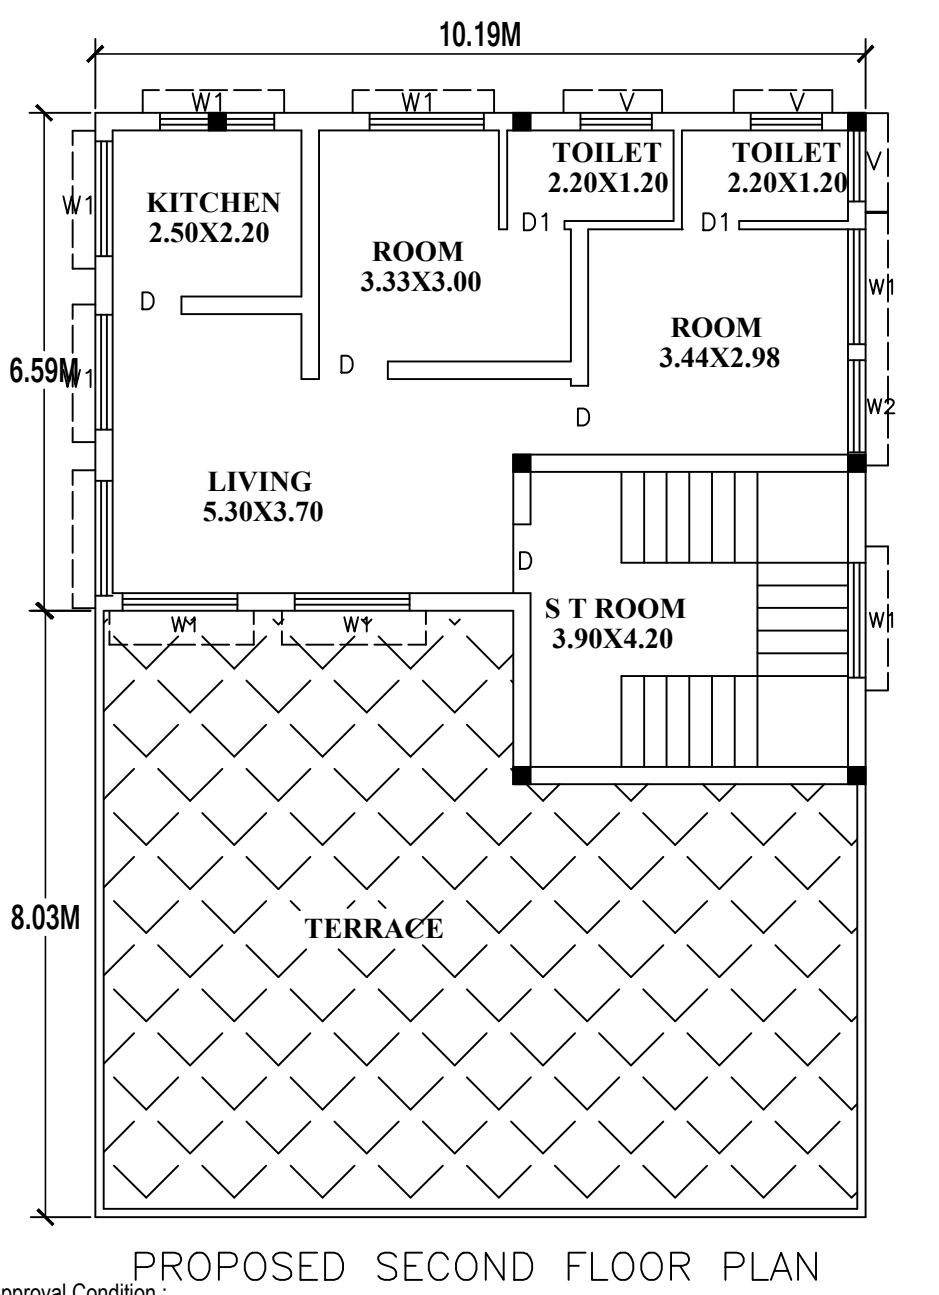 10.19M
W1
W1
V
V
KITCHEN
2.50X2.20
TOILET
2.20X1.20
TOILET
2.20X1.20
V
W1
D1
D1
ROOM
3.33X3.00
W1
D
ROOM
3.44X2.98
D
6.59M
W1
W2
D
LIVING
5.30X3.70
D
S T ROOM
3.90X4.20
W1
W1
W1
8.03M
TERRACE
PROPOSED SECOND FLOOR PLAN
pproval Condition :